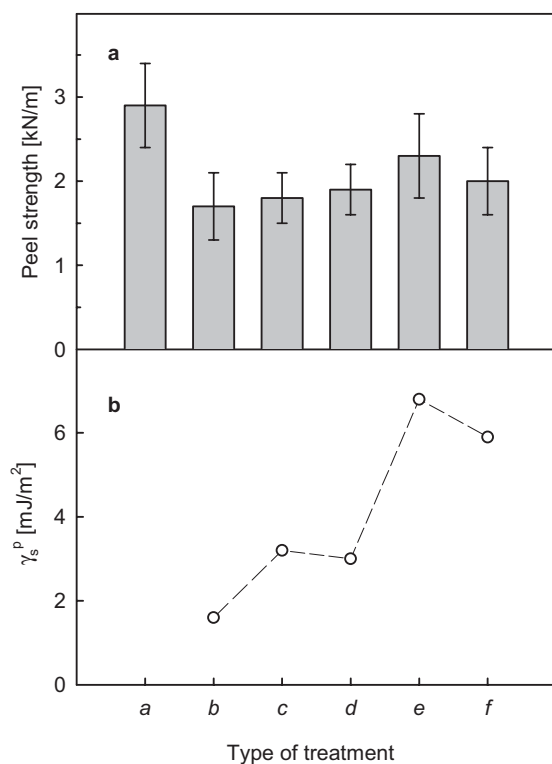 a
Peel strength [kN/m]
3
2
1
0
b
γₛᵖ [mJ/m²]
6
4
2
0
a b c d e f
Type of treatment